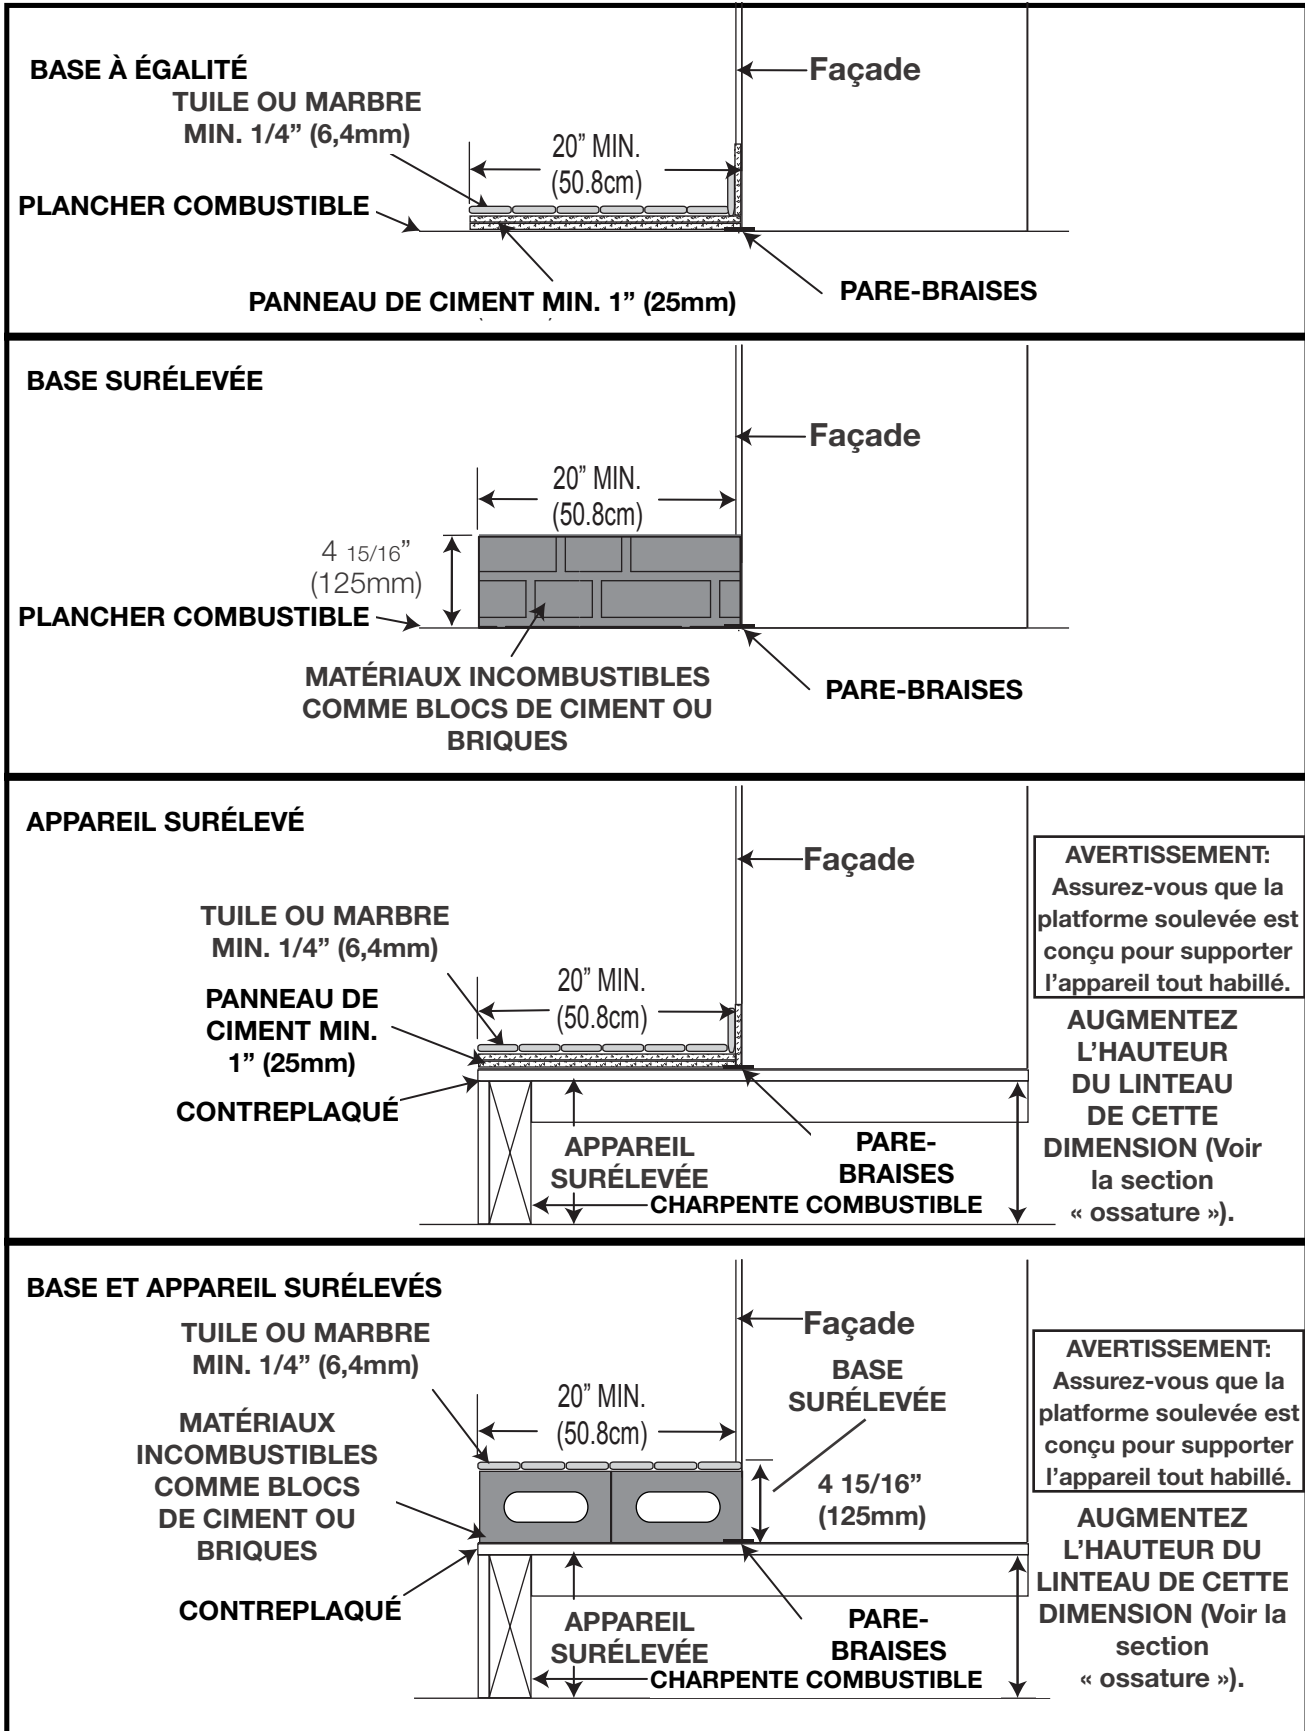 BASE À ÉGALITÉ
TUILE OU MARBRE
MIN. 1/4” (6,4mm)
Façade
20” MIN.
(50.8cm)
PLANCHER COMBUSTIBLE
PANNEAU DE CIMENT MIN. 1” (25mm)
PARE-BRAISES
BASE SURÉLEVÉE
Façade
20” MIN.
(50.8cm)
4 15/16”
(125mm)
PLANCHER COMBUSTIBLE
MATÉRIAUX INCOMBUSTIBLES
COMME BLOCS DE CIMENT OU
BRIQUES
PARE-BRAISES
APPAREIL SURÉLEVÉ
Façade
TUILE OU MARBRE
MIN. 1/4” (6,4mm)
20” MIN.
(50.8cm)
PANNEAU DE
CIMENT MIN.
1” (25mm)
CONTREPLAQUÉ
APPAREIL
SURÉLEVÉE
PARE-
BRAISES
CHARPENTE COMBUSTIBLE
AVERTISSEMENT:
Assurez-vous que la
platforme soulevée est
conçu pour supporter
l’appareil tout habillé.
AUGMENTEZ
L’HAUTEUR
DU LINTEAU
DE CETTE
DIMENSION (Voir
la section
« ossature »).
BASE ET APPAREIL SURÉLEVÉS
TUILE OU MARBRE
MIN. 1/4” (6,4mm)
Façade
20” MIN.
(50.8cm)
BASE
SURÉLEVÉE
MATÉRIAUX
INCOMBUSTIBLES
COMME BLOCS
DE CIMENT OU
BRIQUES
4 15/16”
(125mm)
CONTREPLAQUÉ
APPAREIL
SURÉLEVÉE
PARE-
BRAISES
CHARPENTE COMBUSTIBLE
AVERTISSEMENT:
Assurez-vous que la
platforme soulevée est
conçu pour supporter
l’appareil tout habillé.
AUGMENTEZ
L’HAUTEUR DU
LINTEAU DE CETTE
DIMENSION (Voir la
section
« ossature »).